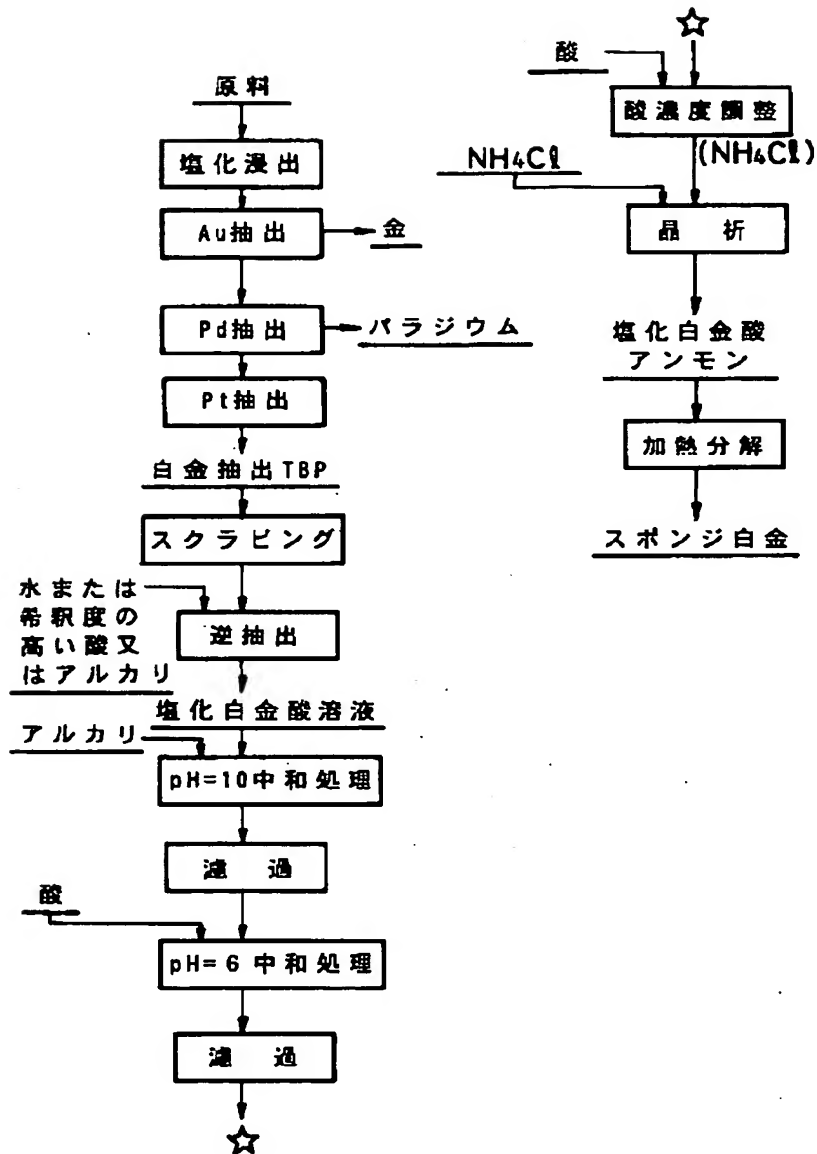 原料
塩化浸出
Au抽出
金
Pd抽出
パラジウム
Pt抽出
白金抽出TBP
スクラビング
水または
希釈度の
高い酸又
はアルカリ
逆抽出
塩化白金酸溶液
アルカリ
pH=10中和処理
濾過
酸
pH=6中和処理
濾過
☆
☆
酸
酸濃度調整
NH₄Cl
(NH₄Cl)
晶折
塩化白金酸
アンモン
加熱分解
スポンジ白金